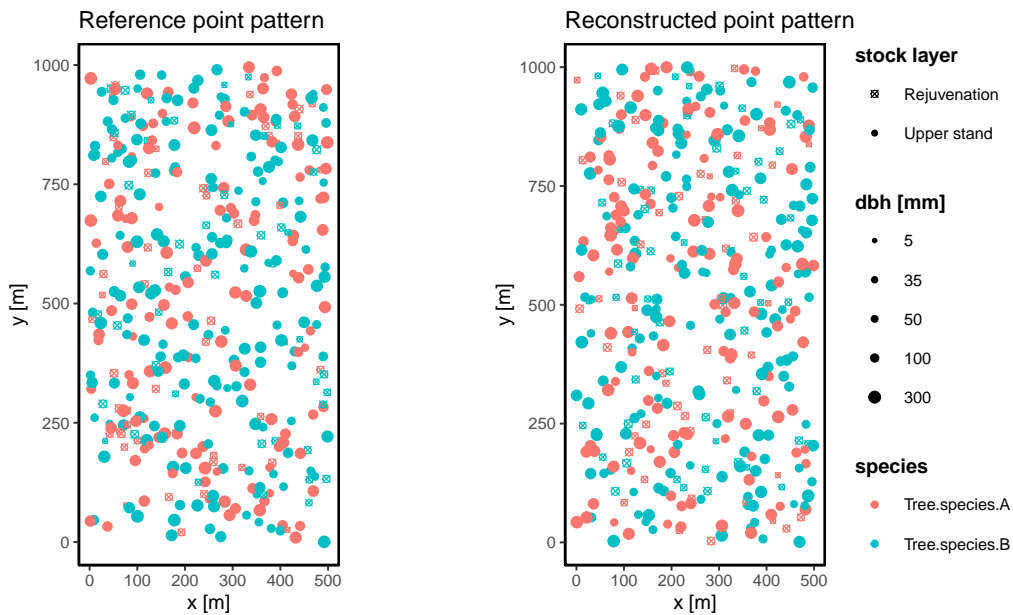 Reference point pattern
1000
750
500
250
0
y [m]
0 100 200 300 400 500
x [m]
Reconstructed point pattern
1000
750
500
250
0
y [m]
0 100 200 300 400 500
x [m]
stock layer
Rejuvenation
Upper stand
dbh [mm]
5
35
50
100
300
species
Tree.species.A
Tree.species.B